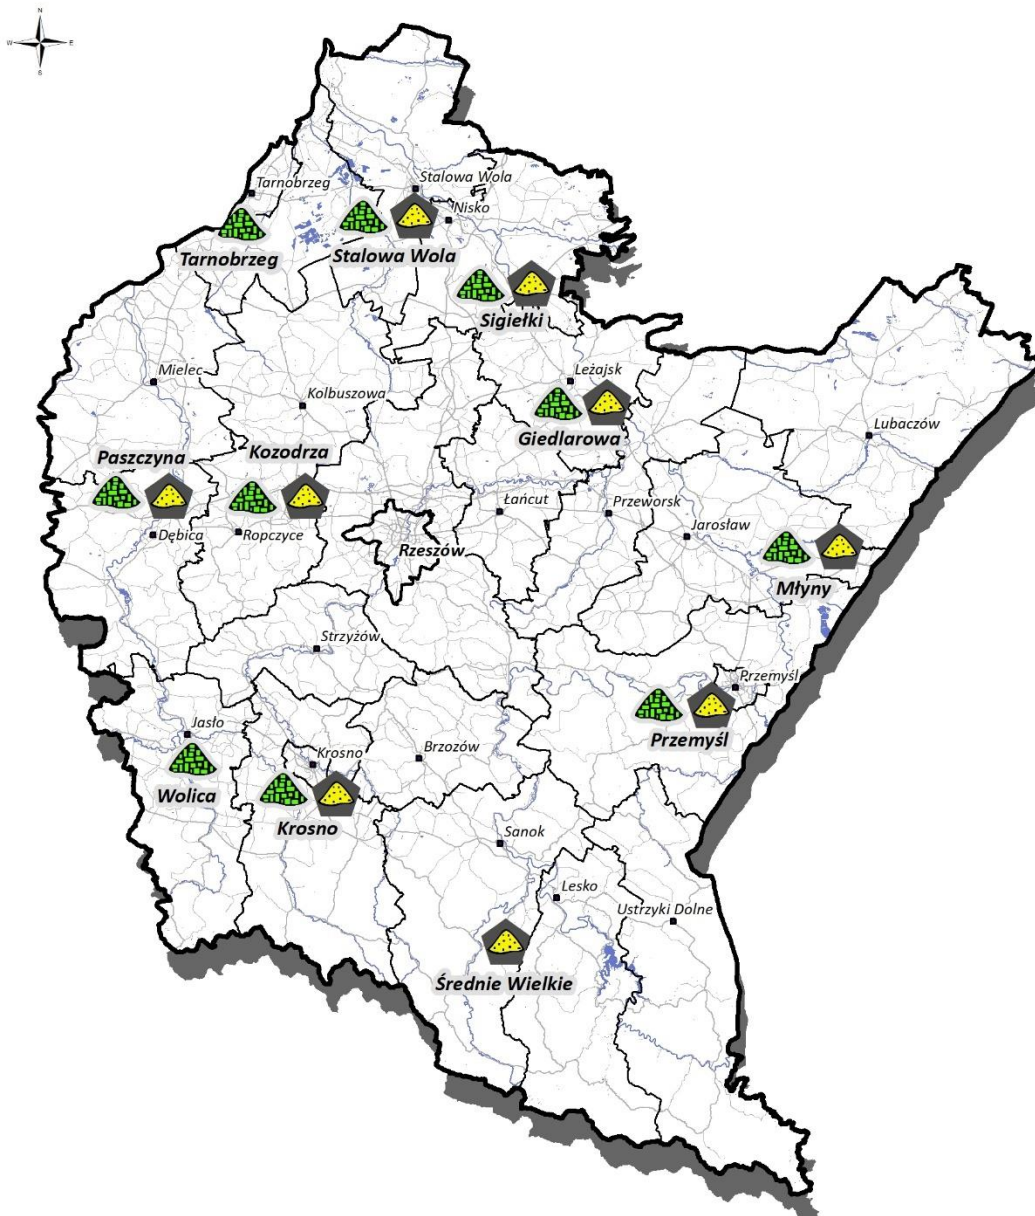 N
W E
S
Tarnobrzeg
Stalowa Wola
Nisko
Tarnobrzeg
Stalowa Wola
Sigiełki
Mielec
Leżajsk
Kolbuszowa
Giedlarowa
Lubaczów
Paszczyna
Kozodrza
Łańcut
Przeworsk
Jarosław
Dębica
Ropczyce
Rzeszów
Młyny
Strzyżów
Przemyśl
Przemyśl
Jasło
Krosno
Brzozów
Wolica
Krosno
Sanok
Lesko
Ustrzyki Dolne
Średnie Wielkie